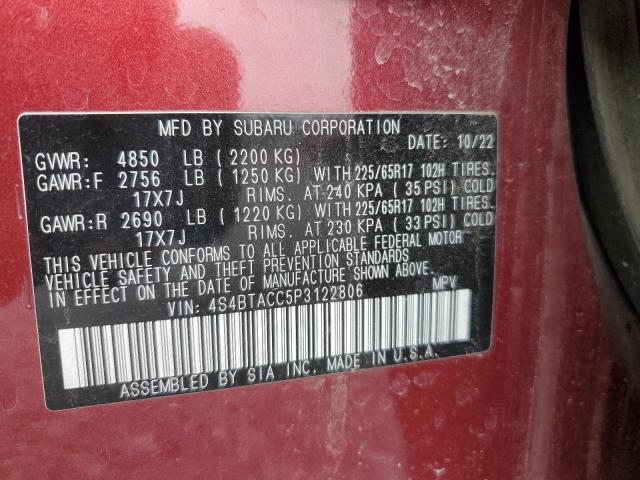 MFD BY SUBARU CORPORATION
DATE: 10/22
GVWR: 4850 LB (2200 KG)
GAWR:F 2756 LB (1250 KG) WITH 225/65R17 102H TIRES.
17X7J RIMS. AT 240 KPA (35 PSI) COLD
GAWR:R 2690 LB (1220 KG) WITH 225/65R17 102H TIRES.
17X7J RIMS. AT 230 KPA (33 PSI) COLD
THIS VEHICLE CONFORMS TO ALL APPLICABLE FEDERAL MOTOR
VEHICLE SAFETY AND THEFT PREVENTION STANDARDS
IN EFFECT ON THE DATE OF MANUFACTURE SHOWN ABOVE.
VIN: 4S4BTACC5P3122806 MPV
ASSEMBLED BY SIA INC. MADE IN U.S.A.